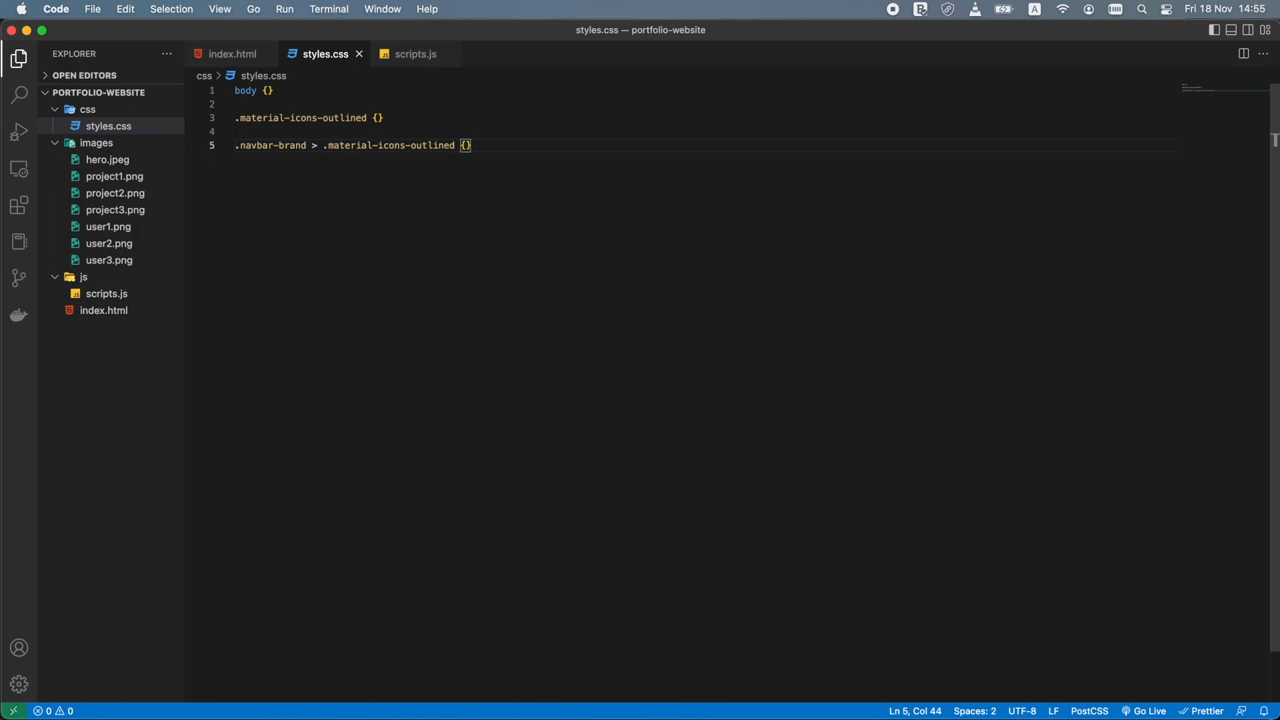 Code File Edit Selection View Go Run Terminal Window Help A Fri 18 Nov 14:55
styles.css — portfolio-website
EXPLORER
index.html styles.css scripts.js
OPEN EDITORS
css styles.css
PORTFOLIO-WEBSITE
css
styles.css
images
hero.jpeg
project1.png
project2.png
project3.png
user1.png
user2.png
user3.png
js
scripts.js
index.html
1 body {}
2
3 .material-icons-outlined {}
4
5 .navbar-brand > .material-icons-outlined {}
0 0 Ln 5, Col 44 Spaces: 2 UTF-8 LF PostCSS Go Live Prettier